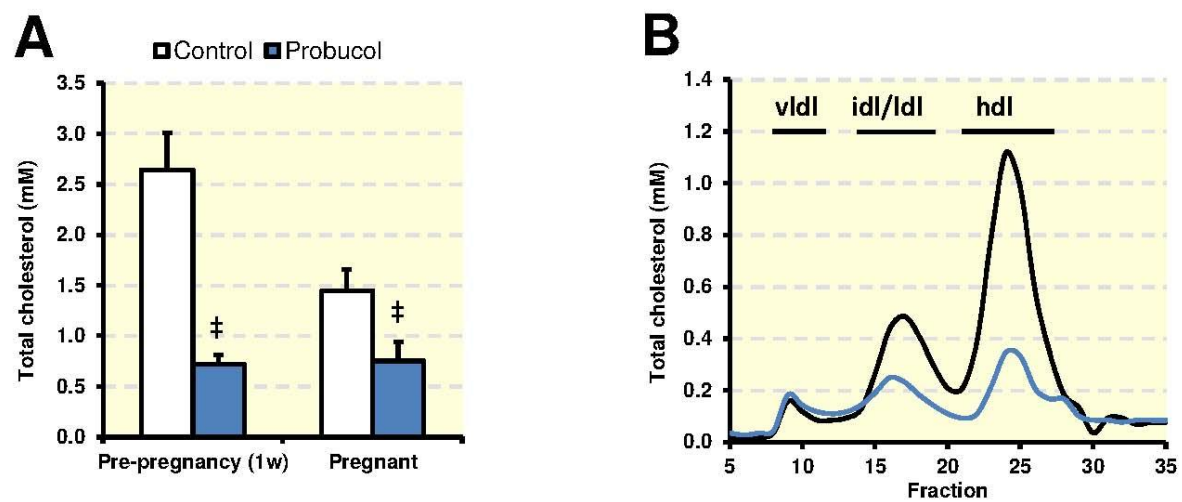 A
Control Probucol
3.5
3.0
2.5
2.0
1.5
1.0
0.5
0.0
Total cholesterol (mM)
‡
‡
Pre-pregnancy (1w) Pregnant
B
1.4
1.2
1.0
0.8
0.6
0.4
0.2
0.0
Total cholesterol (mM)
vldl idl/ldl hdl
5 10 15 20 25 30 35
Fraction